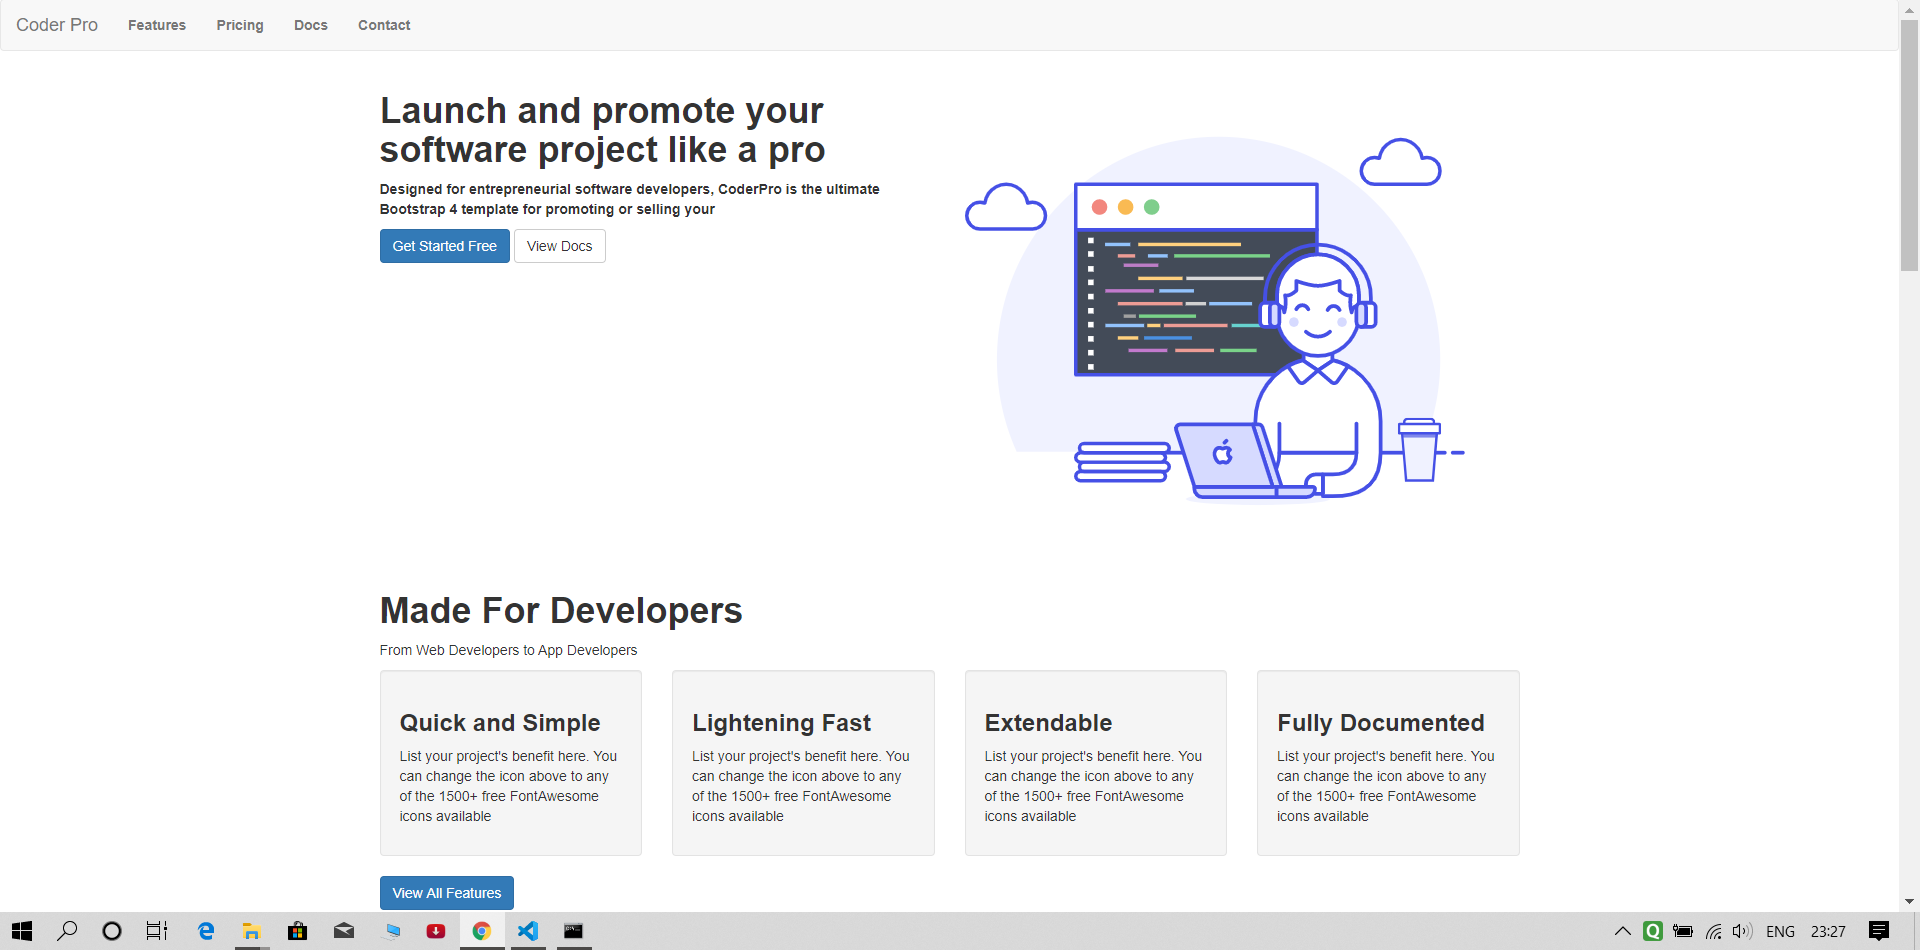 Coder Pro Features Pricing Docs Contact
Launch and promote your
software project like a pro
Designed for entrepreneurial software developers, CoderPro is the ultimate
Bootstrap 4 template for promoting or selling your
Get Started Free View Docs
Made For Developers
From Web Developers to App Developers
Quick and Simple
List your project's benefit here. You
can change the icon above to any
of the 1500+ free FontAwesome
icons available
Lightening Fast
List your project's benefit here. You
can change the icon above to any
of the 1500+ free FontAwesome
icons available
Extendable
List your project's benefit here. You
can change the icon above to any
of the 1500+ free FontAwesome
icons available
Fully Documented
List your project's benefit here. You
can change the icon above to any
of the 1500+ free FontAwesome
icons available
View All Features
ENG 23:27